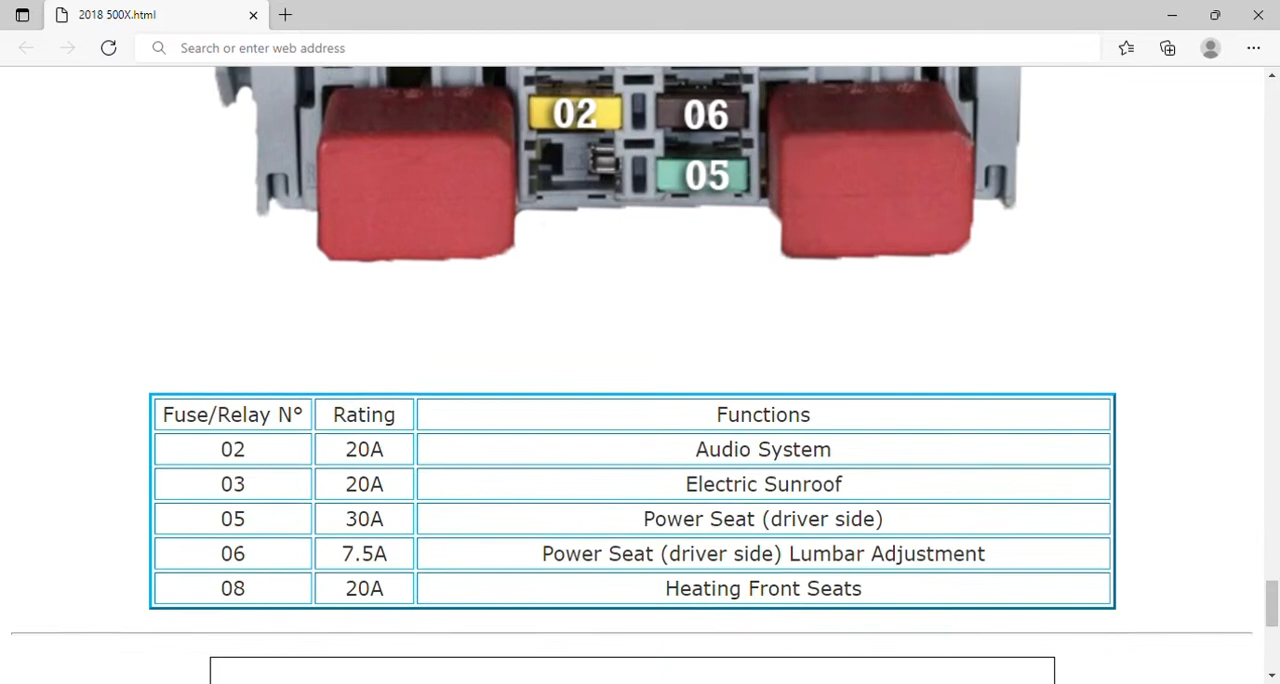 2018 500X.html
Search or enter web address
02 06
05
Fuse/Relay N° Rating Functions
02 20A Audio System
03 20A Electric Sunroof
05 30A Power Seat (driver side)
06 7.5A Power Seat (driver side) Lumbar Adjustment
08 20A Heating Front Seats